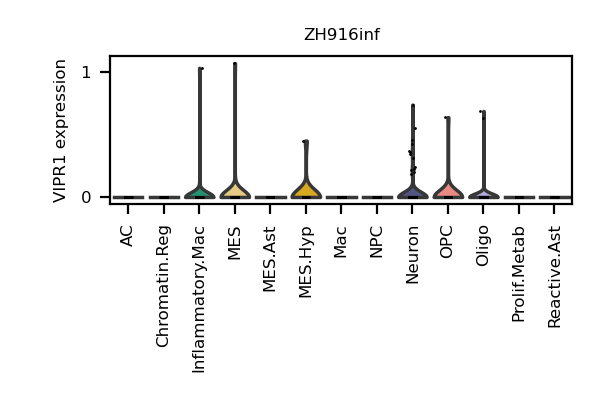 ZH916inf
VIPR1 expression
1
0
AC
Chromatin.Reg
Inflammatory.Mac
MES
MES.Ast
MES.Hyp
Mac
NPC
Neuron
OPC
Oligo
Prolif.Metab
Reactive.Ast